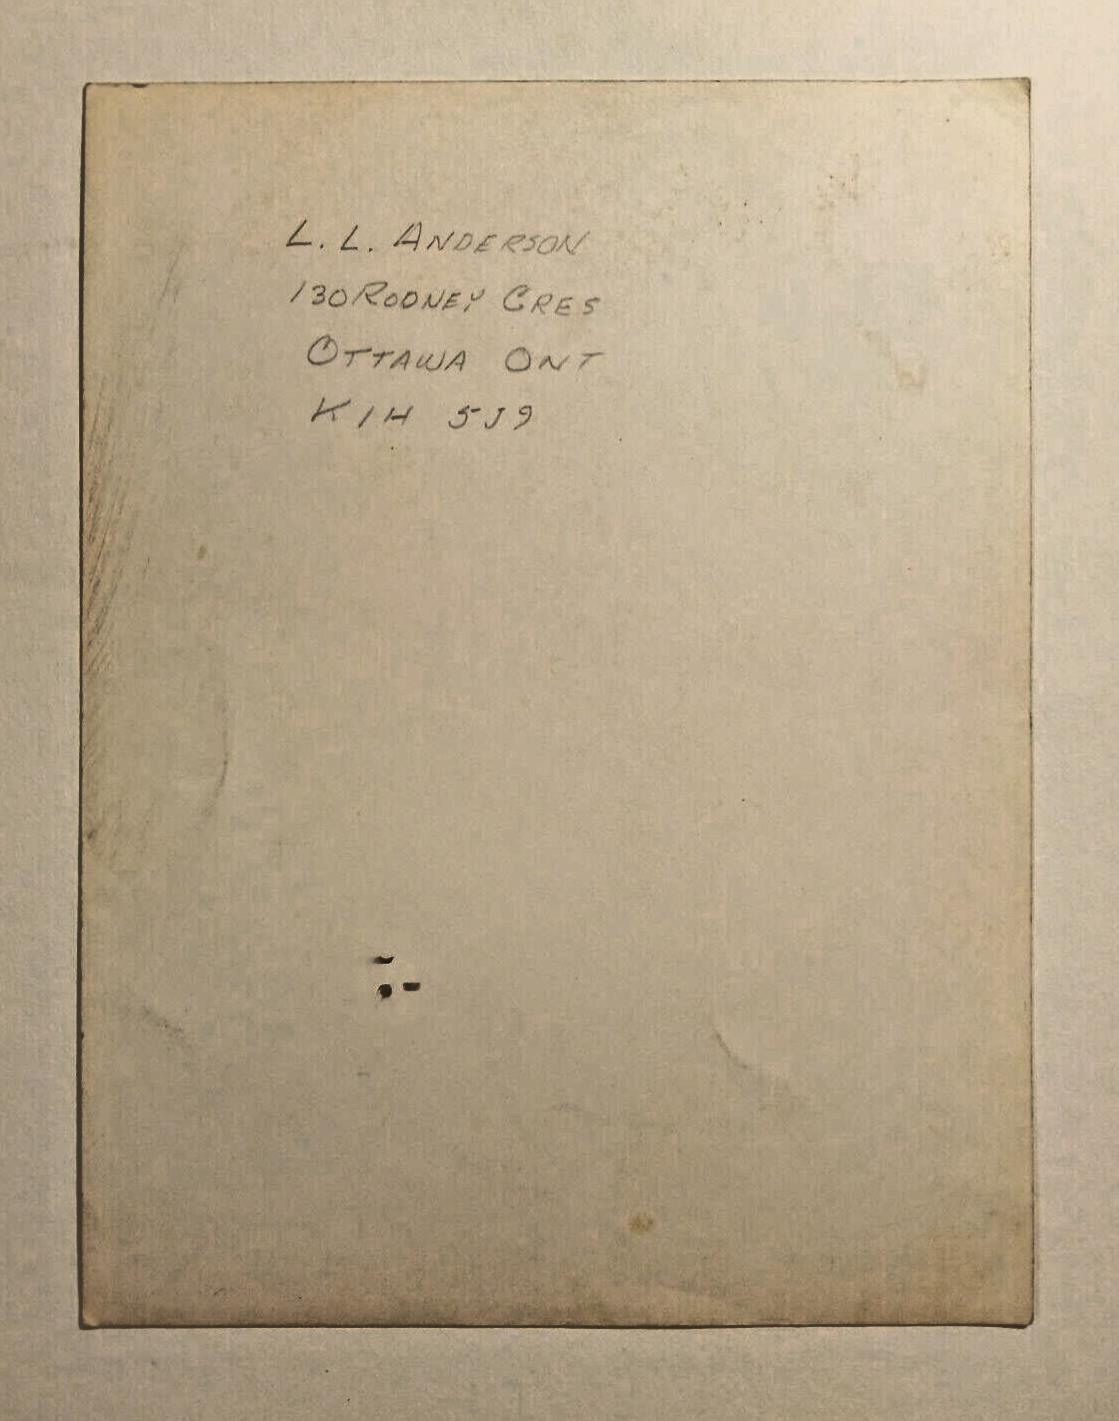 L. L. ANDERSON
130 RODNEY CRES
OTTAWA ONT
K1H 5J9